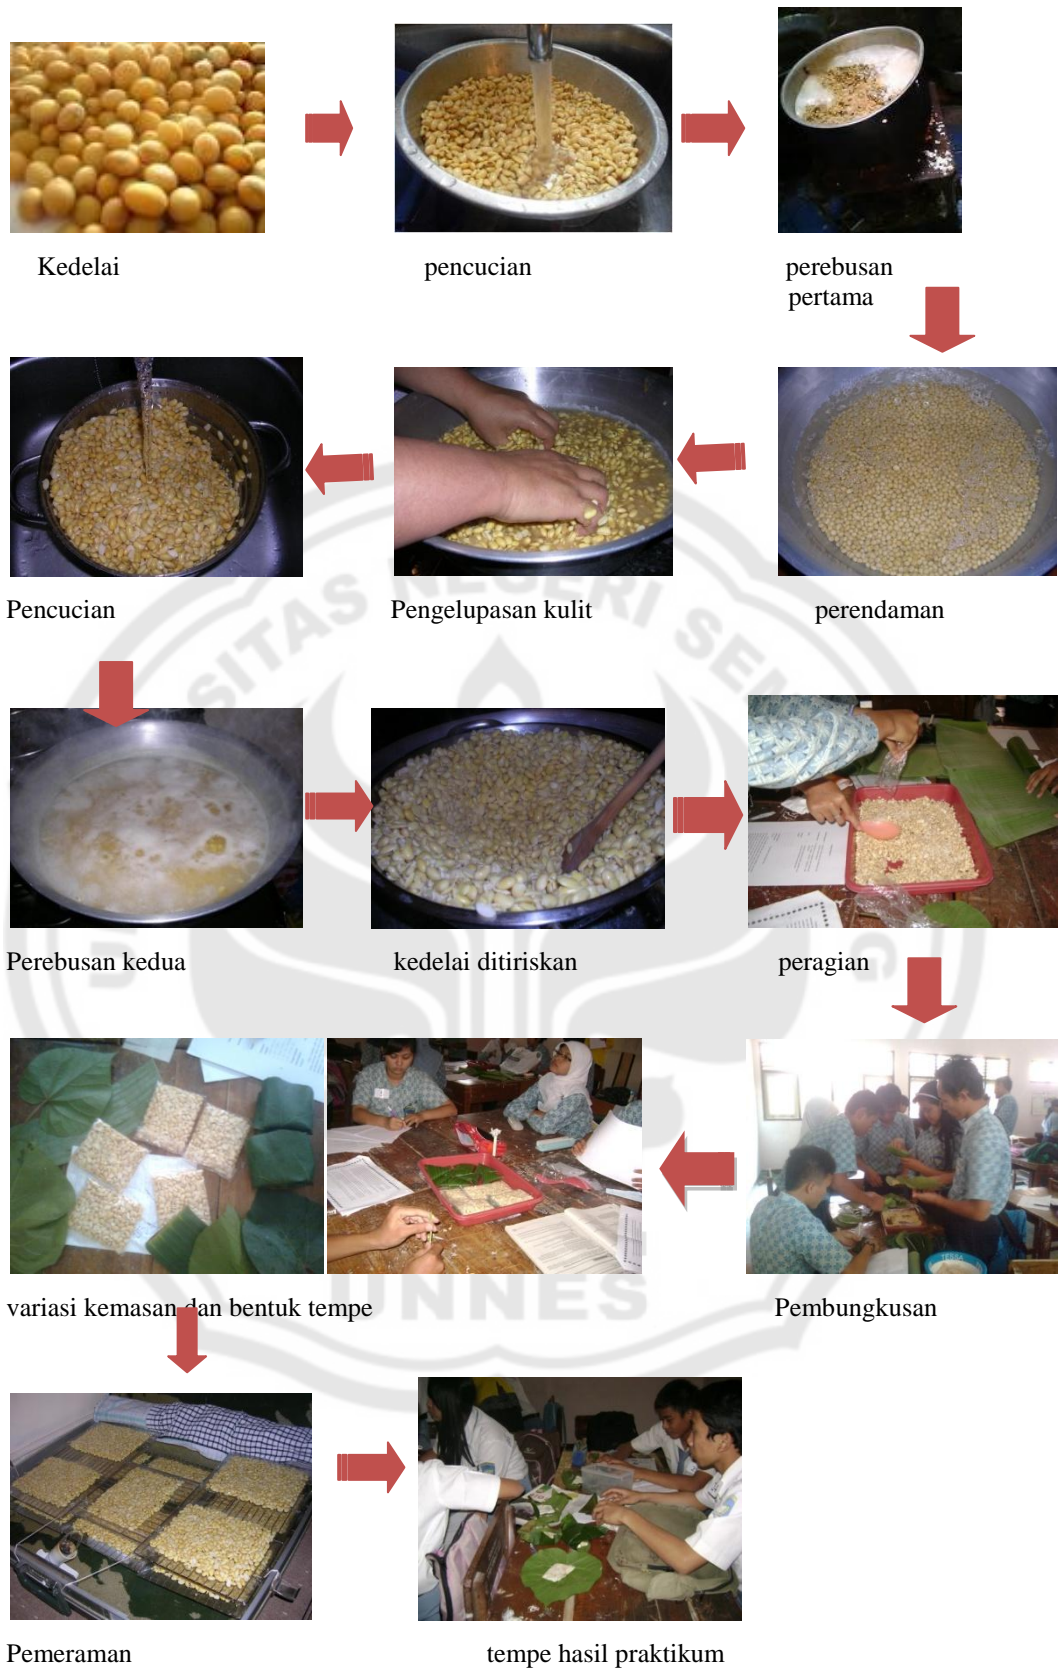 Kedelai
pencucian
perebusan
pertama
Pencucian
Pengelupasan kulit
perendaman
Perebusan kedua
kedelai ditiriskan
peragian
variasi kemasan dan bentuk tempe
Pembungkusan
Pemeraman
tempe hasil praktikum
UNNES